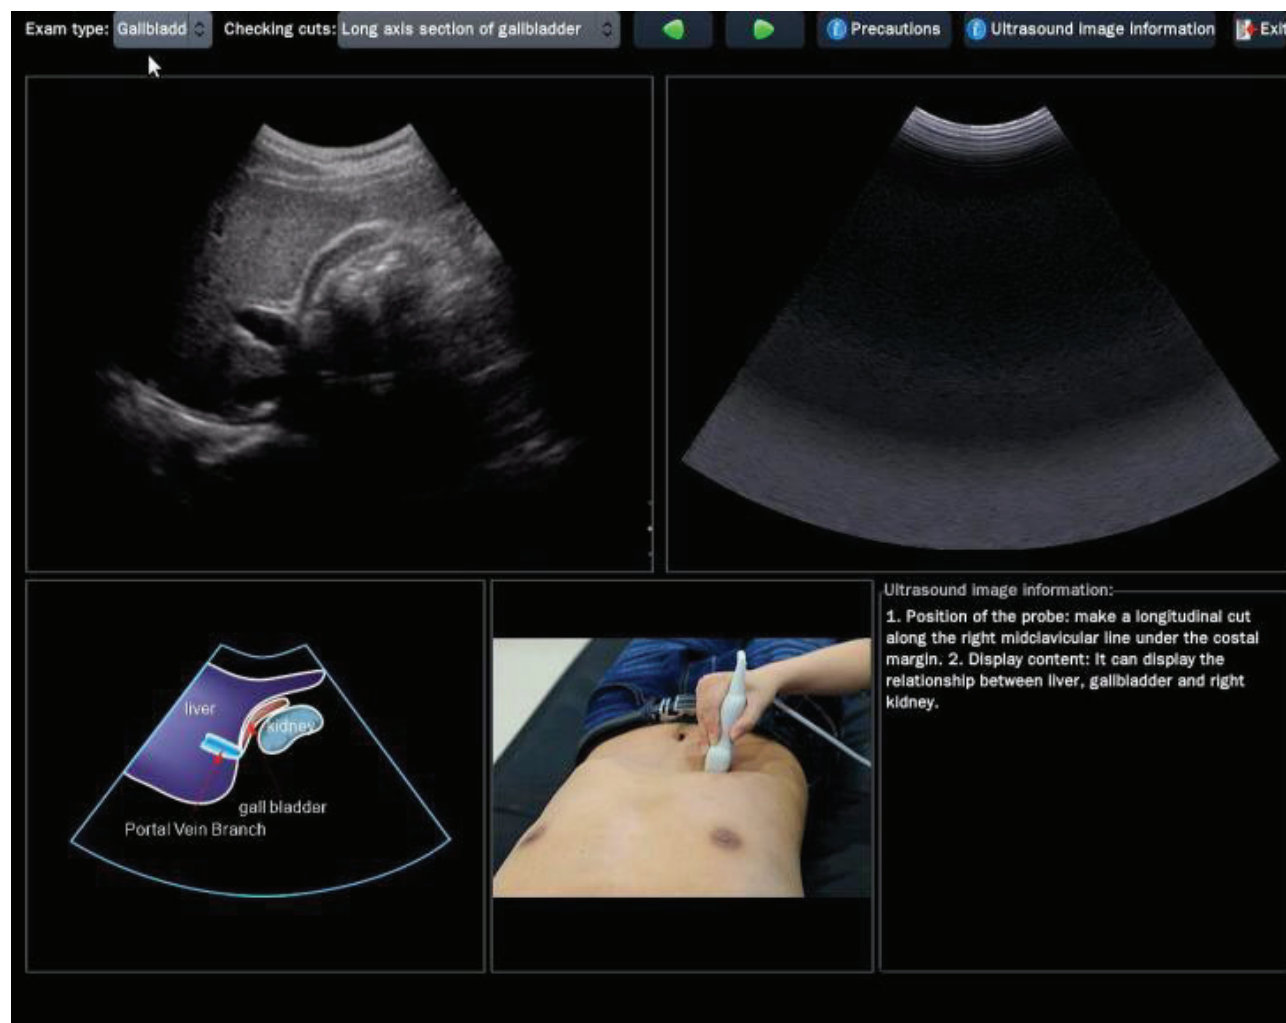 Exam type: Gallbladd Checking cuts: Long axis section of gallbladder Precautions Ultrasound image information Exit
liver
kidney
gall bladder
Portal Vein Branch
Ultrasound image information:
1. Position of the probe: make a longitudinal cut
along the right midclavicular line under the costal
margin. 2. Display content: It can display the
relationship between liver, gallbladder and right
kidney.